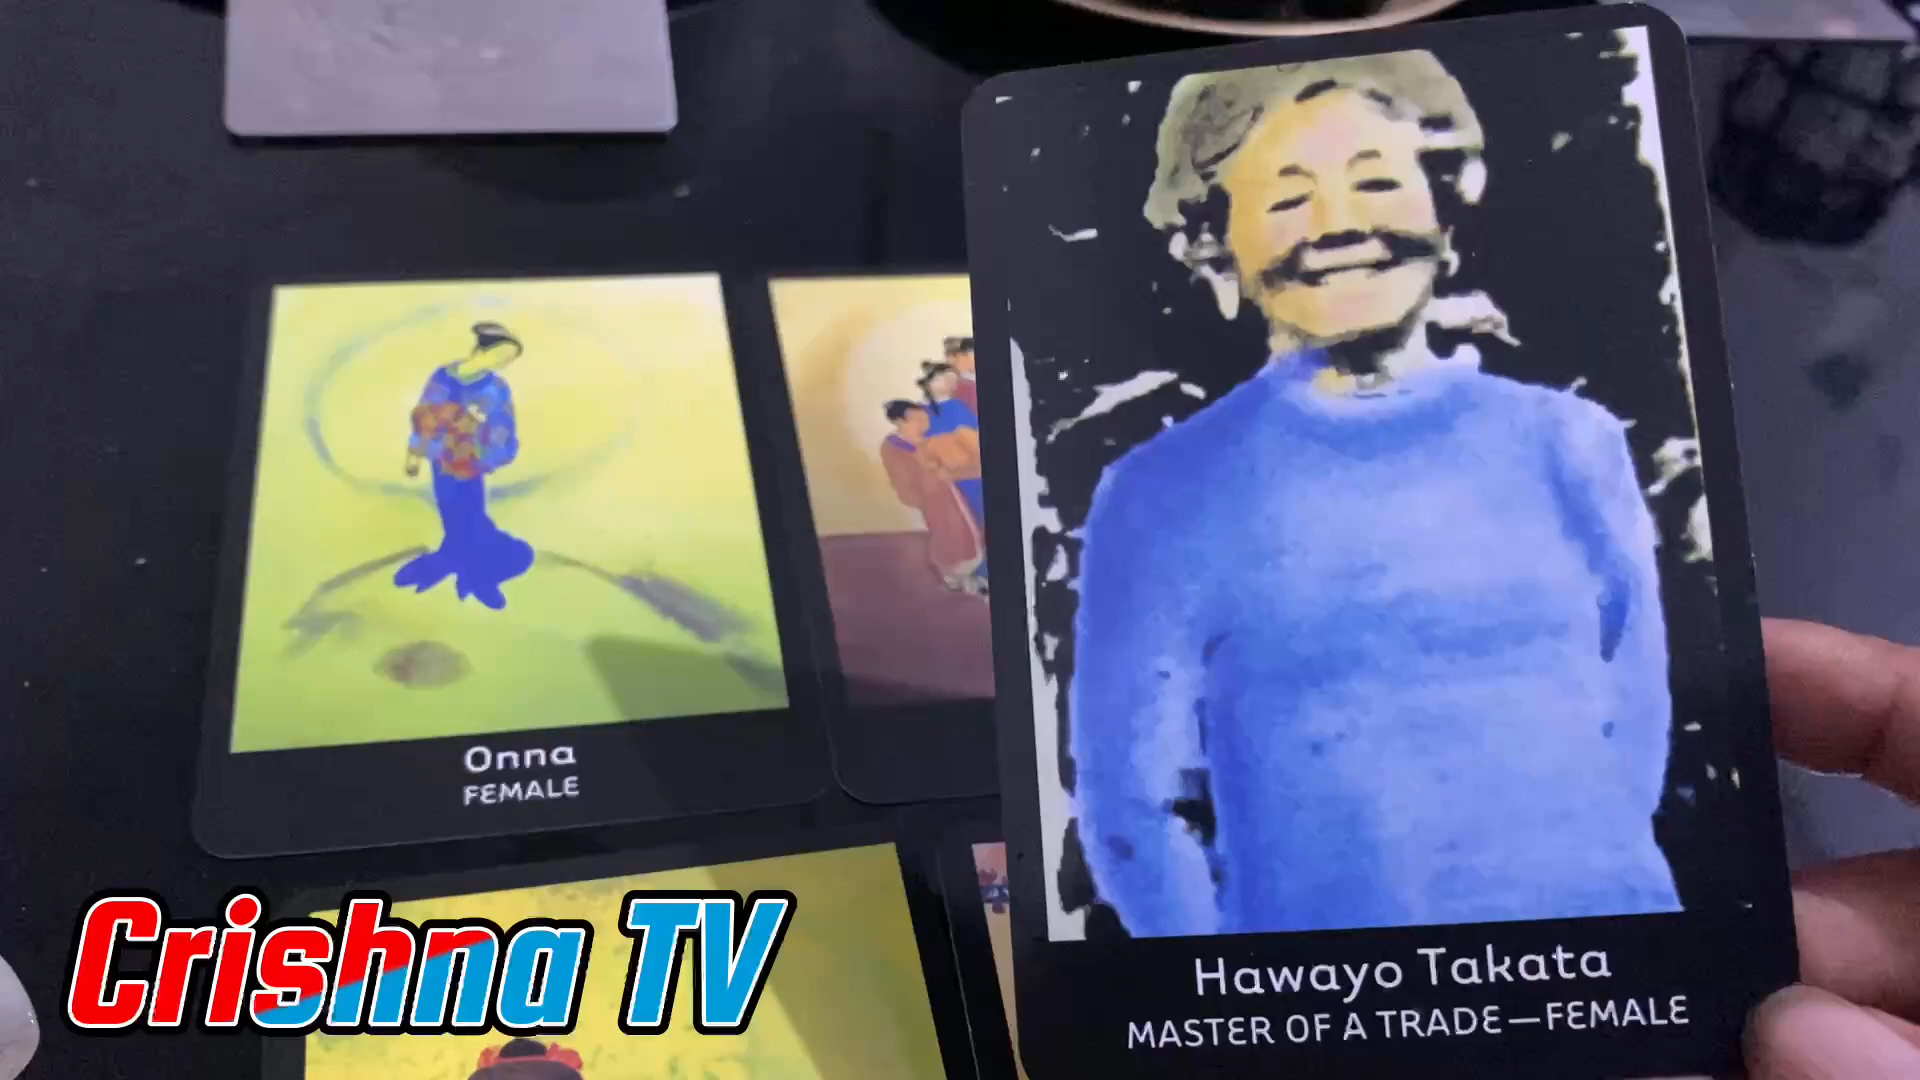 Onna
FEMALE
Hawayo Takata
MASTER OF A TRADE—FEMALE
Crishna TV